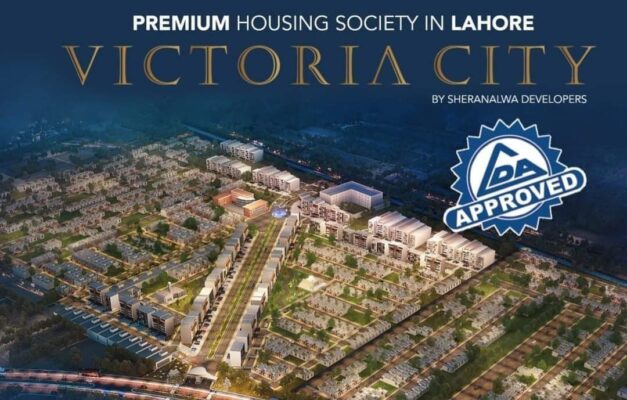 PREMIUM HOUSING SOCIETY IN LAHORE
VICTORIA CITY
BY SHERANALWA DEVELOPERS
LDA
APPROVED